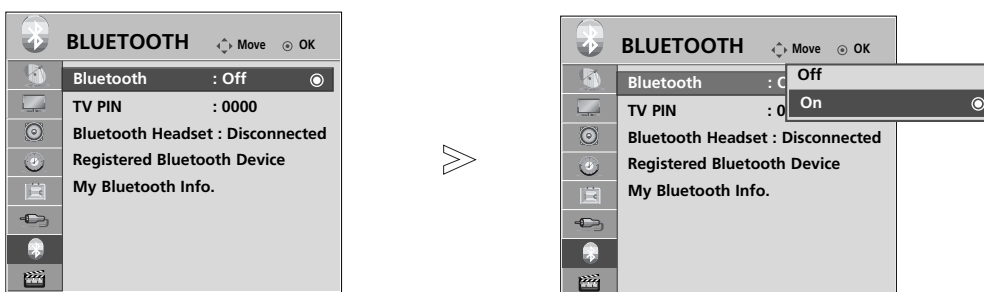 BLUETOOTH Move OK
Bluetooth : Off
TV PIN : 0000
Bluetooth Headset : Disconnected
Registered Bluetooth Device
My Bluetooth Info.
BLUETOOTH Move OK
Bluetooth :
Off
On
TV PIN : 0
Bluetooth Headset : Disconnected
Registered Bluetooth Device
My Bluetooth Info.